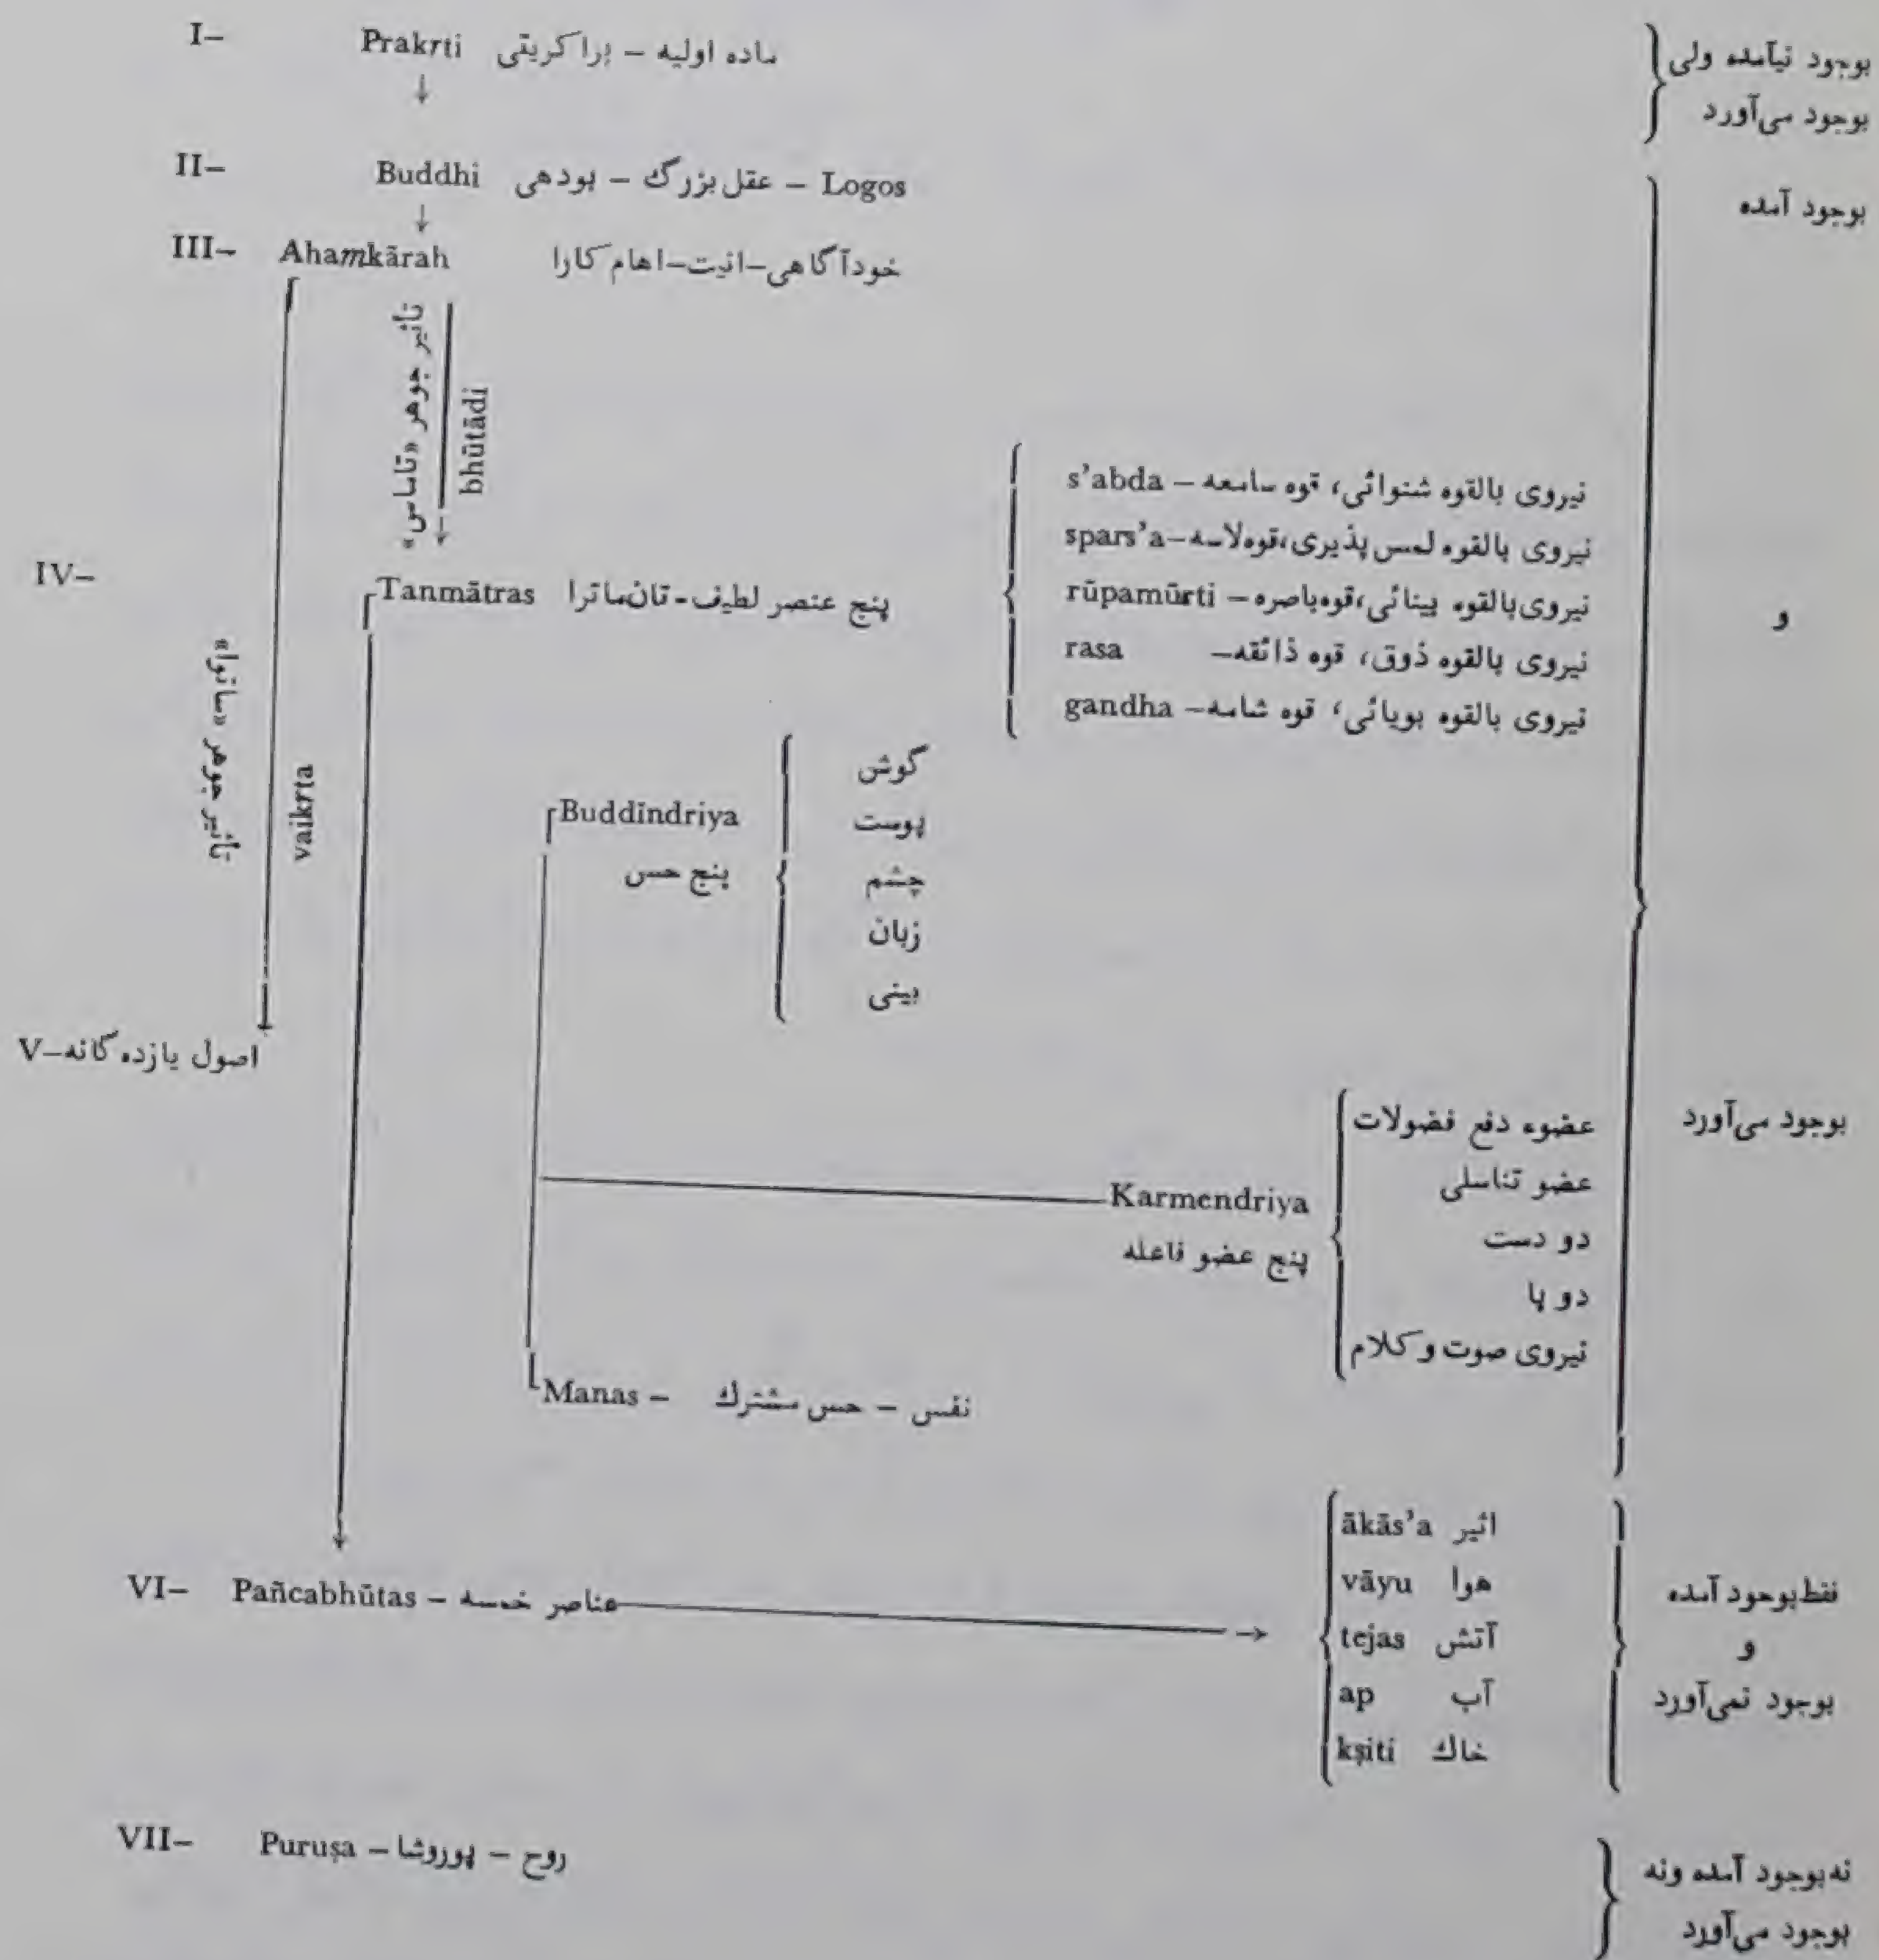 I– Prakrti ماده اولیه – پراکریتی
بوجود نیآمده ولی
بوجود می‌آورد
II– Buddhi عقل بزرگ – بودهی – Logos
بوجود آمده
III– Ahamkārah خودآگاهی–انیت–اهام کارا
تأثیر جوهر «تاماس»
bhūtādi
s'abda – نیروی بالقوه شنوائی، قوه سامعه
spars'a – نیروی بالقوه لمس پذیری، قوه لامسه
IV–
Tanmātras پنج عنصر لطیف - تان‌ماترا
rūpamūrti – نیروی بالقوه بینائی، قوه باصره
و
rasa – نیروی بالقوه ذوق، قوه ذائقه
gandha – نیروی بالقوه بویائی، قوه شامه
تأثیر جوهر «ساتوا»
vaikrta
گوش
Buddīndriya
پوست
پنج حس
چشم
زبان
بینی
V– اصول یازده گانه
عضوء دفع فضولات
بوجود می‌آورد
عضو تناسلی
Karmendriya
دو دست
پنج عضو فاعله
دو پا
نیروی صوت و کلام
Manas – نفس – حس مشترك
ākās'a اثیر
vāyu هوا
VI– Pañcabhūtas – عناصر خمسه
فقط بوجود آمده
tejas آتش
و
ap آب
بوجود نمی‌آورد
kṣiti خاك
VII– Puruṣa – روح – پوروشا
نه بوجود آمده ونه
بوجود می‌آورد